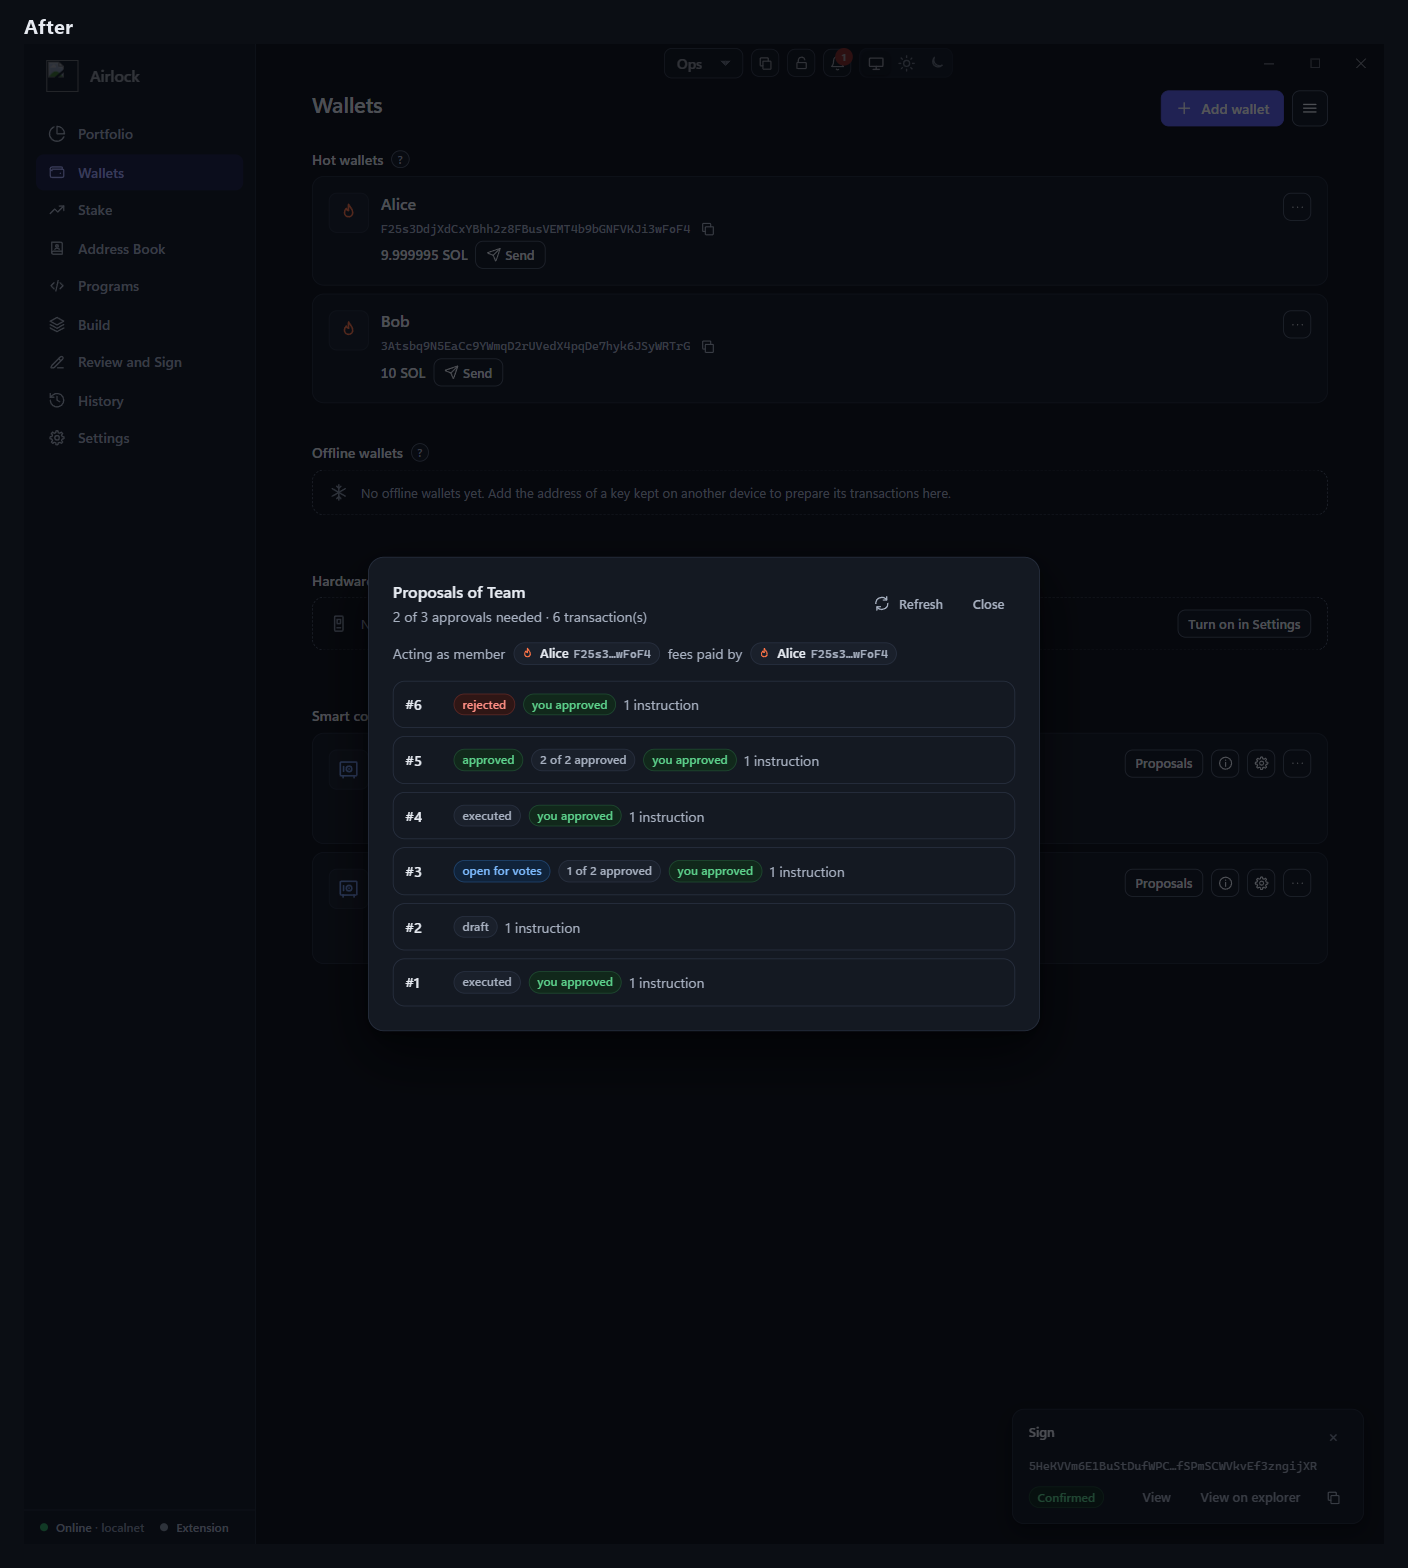 After
Airlock
Ops
1
Portfolio
Wallets
Stake
Address Book
Programs
Build
Review and Sign
History
Settings
Wallets
Add wallet
Hot wallets ?
Alice
F25s3DdjXdCxYBhh2z8FBusVEMT4b9bGNFVKJi3wFoF4
9.999995 SOL Send
Bob
3Atsbq9N5EaCc9YWmqD2rUVedX4pqDe7hyk6JSyWRTrG
10 SOL Send
Offline wallets ?
No offline wallets yet. Add the address of a key kept on another device to prepare its transactions here.
Hardwar
Turn on in Settings
Smart co
Proposals
Proposals
Proposals of Team
2 of 3 approvals needed · 6 transaction(s)
Refresh Close
Acting as member Alice F25s3…wFoF4 fees paid by Alice F25s3…wFoF4
#6 rejected you approved 1 instruction
#5 approved 2 of 2 approved you approved 1 instruction
#4 executed you approved 1 instruction
#3 open for votes 1 of 2 approved you approved 1 instruction
#2 draft 1 instruction
#1 executed you approved 1 instruction
Sign
5HeKVVm6E1BuStDufWPC…fSPmSCWVkvEf3zngijXR
Confirmed View View on explorer
Online · localnet Extension